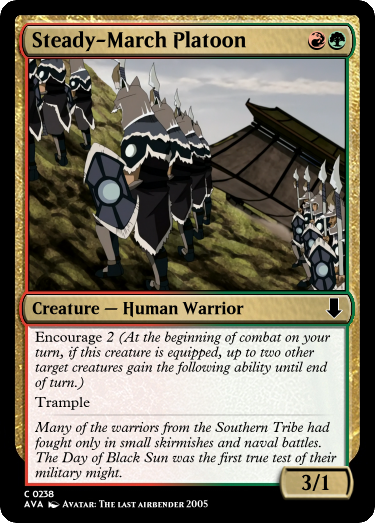 Steady-March Platoon
Creature — Human Warrior
Encourage 2 (At the beginning of combat on your
turn, if this creature is equipped, up to two other
target creatures gain the following ability until end
of turn.)
Trample
Many of the warriors from the Southern Tribe had
fought only in small skirmishes and naval battles.
The Day of Black Sun was the first true test of their
military might.
3/1
C 0238
AVA Avatar: The last airbender 2005